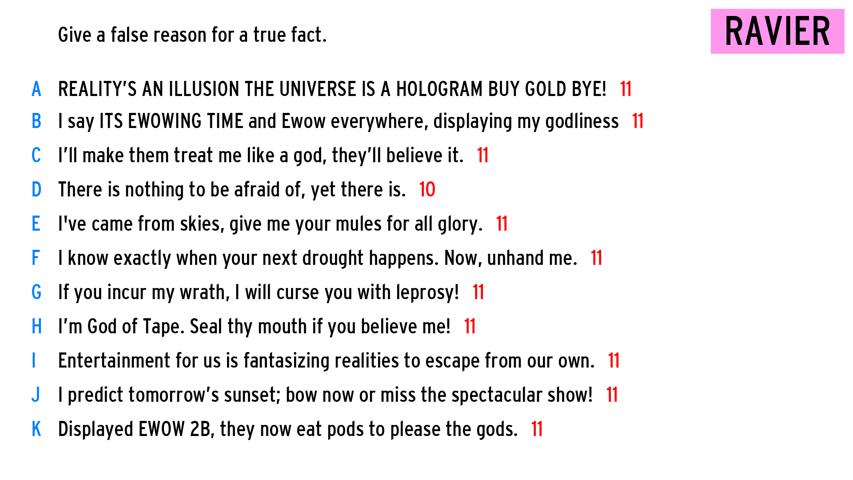 Give a false reason for a true fact.
RAVIER
A REALITY'S AN ILLUSION THE UNIVERSE IS A HOLOGRAM BUY GOLD BYE! 11
B I say ITS EWOWING TIME and Ewow everywhere, displaying my godliness 11
C I'll make them treat me like a god, they'll believe it. 11
D There is nothing to be afraid of, yet there is. 10
E I've came from skies, give me your mules for all glory. 11
F I know exactly when your next drought happens. Now, unhand me. 11
G If you incur my wrath, I will curse you with leprosy! 11
H I'm God of Tape. Seal thy mouth if you believe me! 11
I Entertainment for us is fantasizing realities to escape from our own. 11
J I predict tomorrow's sunset; bow now or miss the spectacular show! 11
K Displayed EWOW 2B, they now eat pods to please the gods. 11